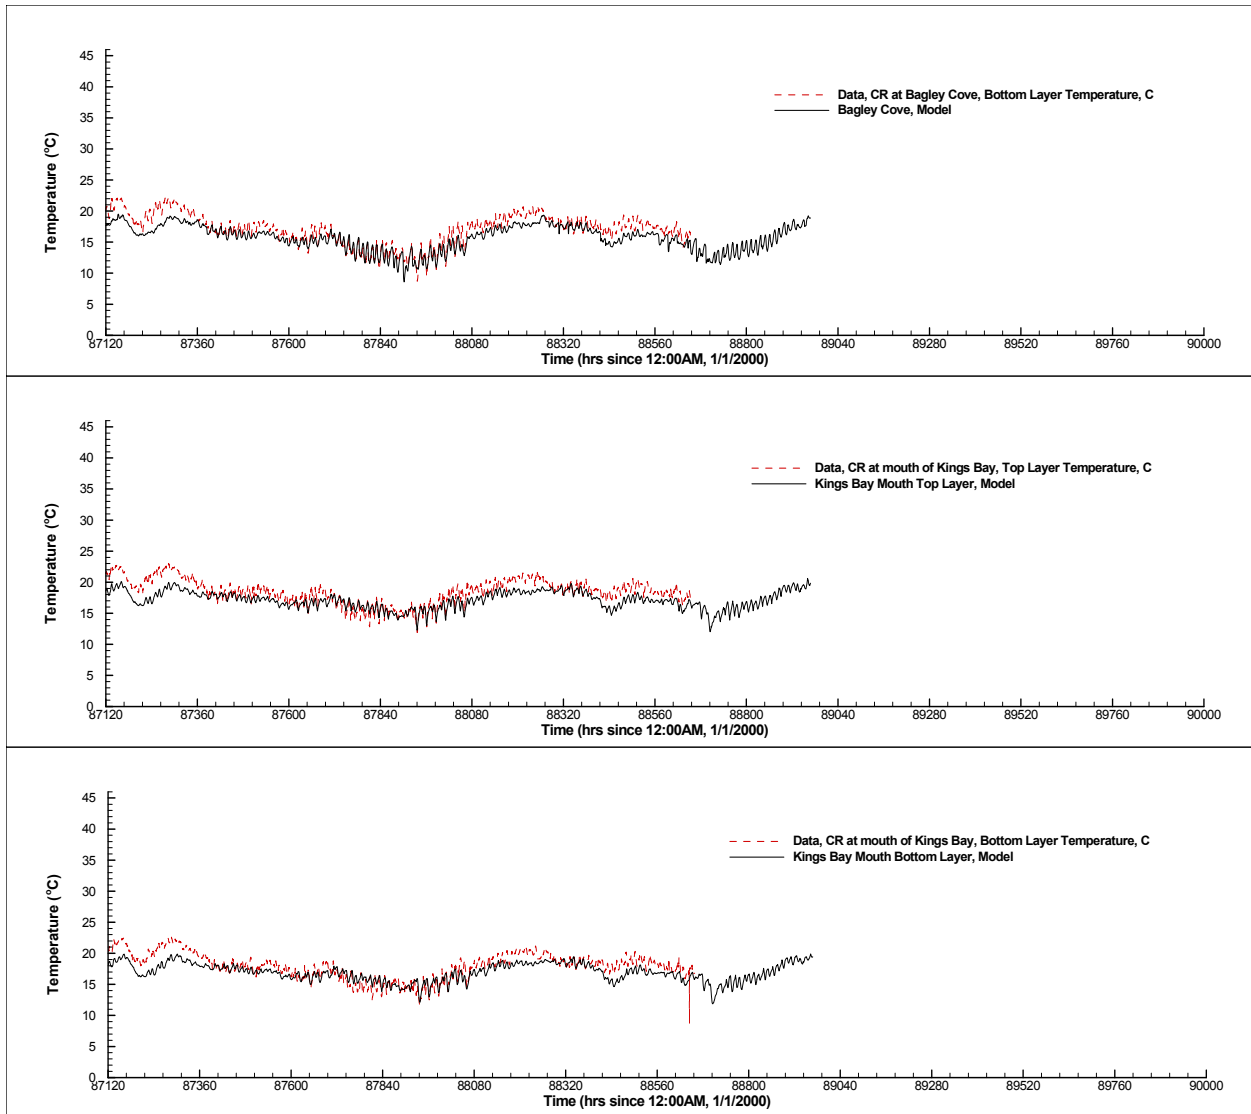 45
40
35
30
25
20
15
10
5
0
Temperature (°C)
Data, CR at Bagley Cove, Bottom Layer Temperature, C
Bagley Cove, Model
87120 87360 87600 87840 88080 88320 88560 88800 89040 89280 89520 89760 90000
Time (hrs since 12:00AM, 1/1/2000)
45
40
35
30
25
20
15
10
5
0
Temperature (°C)
Data, CR at mouth of Kings Bay, Top Layer Temperature, C
Kings Bay Mouth Top Layer, Model
87120 87360 87600 87840 88080 88320 88560 88800 89040 89280 89520 89760 90000
Time (hrs since 12:00AM, 1/1/2000)
45
40
35
30
25
20
15
10
5
0
Temperature (°C)
Data, CR at mouth of Kings Bay, Bottom Layer Temperature, C
Kings Bay Mouth Bottom Layer, Model
87120 87360 87600 87840 88080 88320 88560 88800 89040 89280 89520 89760 90000
Time (hrs since 12:00AM, 1/1/2000)